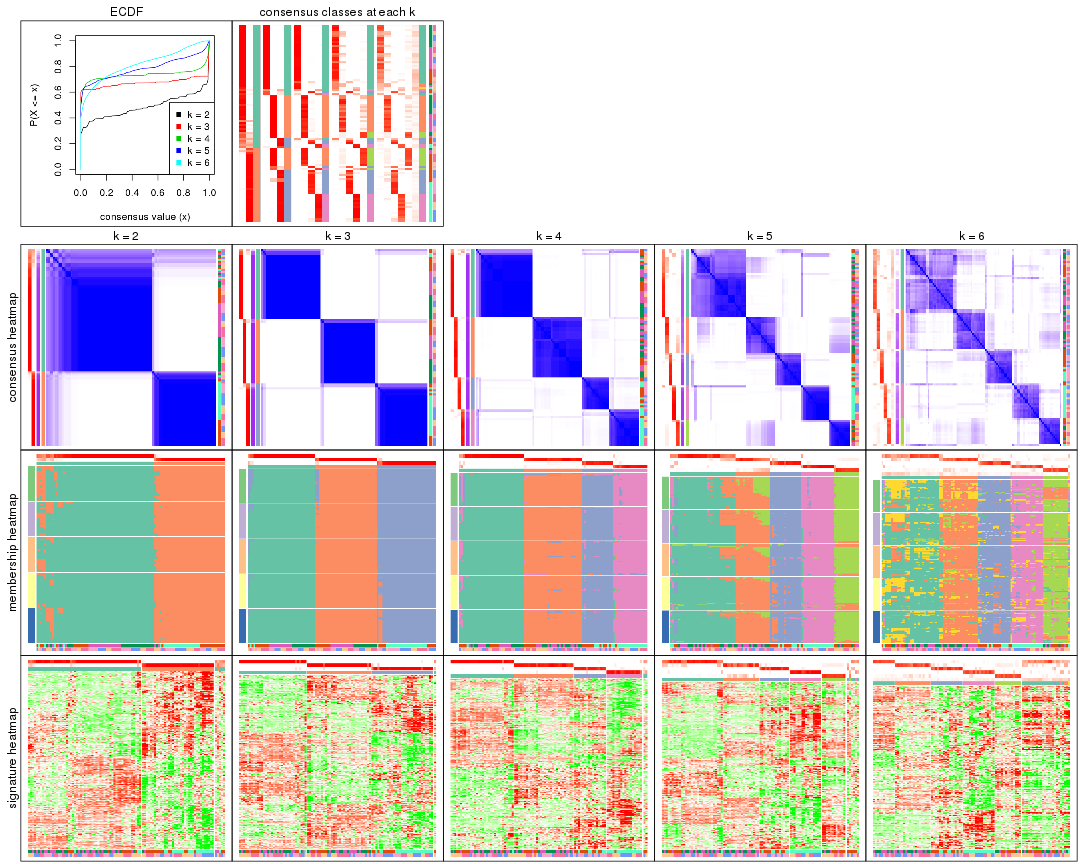 ECDF
consensus classes at each k
P(X <= x)
0.0 0.2 0.4 0.6 0.8 1.0
k = 2
k = 3
k = 4
k = 5
k = 6
0.0 0.2 0.4 0.6 0.8 1.0
consensus value (x)
k = 2 k = 3 k = 4 k = 5 k = 6
consensus heatmap
membership heatmap
signature heatmap